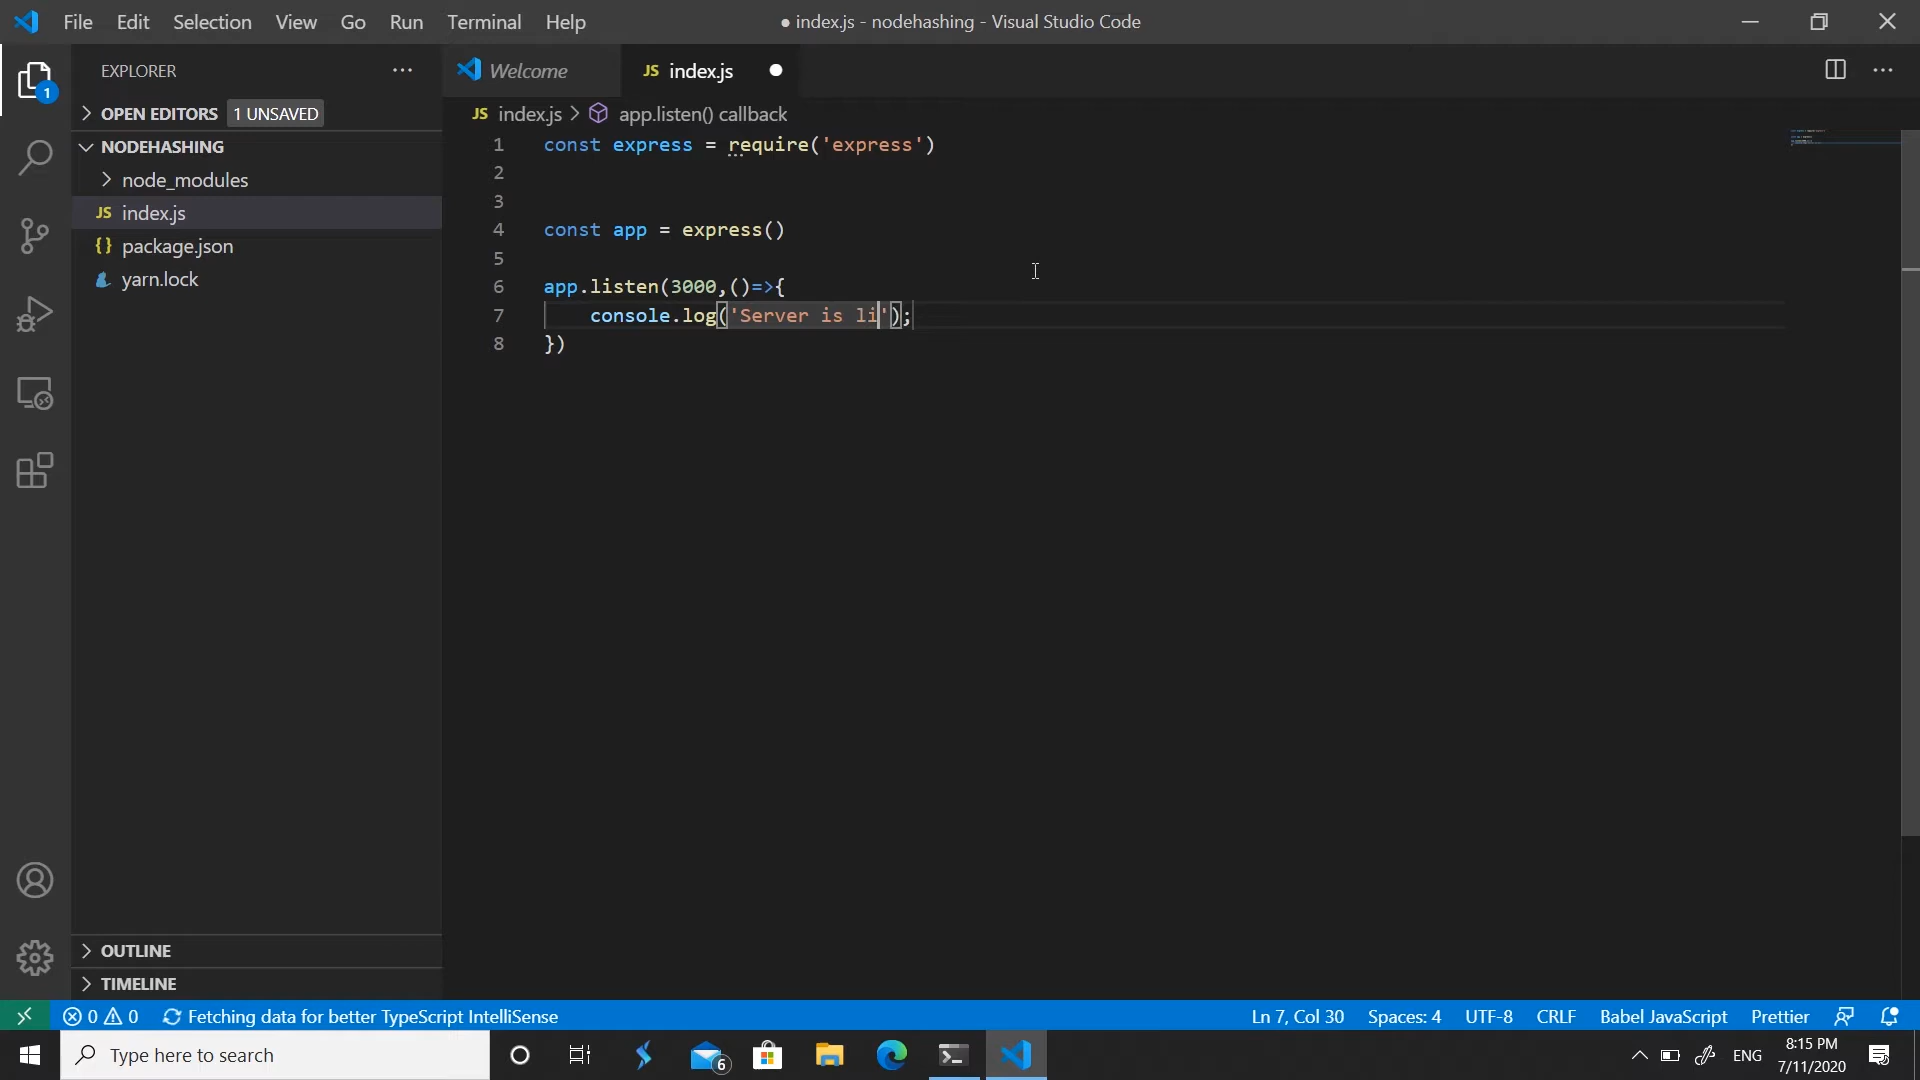 File Edit Selection View Go Run Terminal Help
● index.js - nodehashing - Visual Studio Code
EXPLORER
Welcome
JS index.js
1
OPEN EDITORS 1 UNSAVED
JS index.js > app.listen() callback
NODEHASHING
node_modules
JS index.js
{} package.json
yarn.lock
1 const express = require('express')
2
3
4 const app = express()
5
6 app.listen(3000,()=>{
7 console.log('Server is li');
8 })
OUTLINE
TIMELINE
0 0 Fetching data for better TypeScript IntelliSense
Ln 7, Col 30 Spaces: 4 UTF-8 CRLF Babel JavaScript Prettier
Type here to search
6
ENG
8:15 PM
7/11/2020